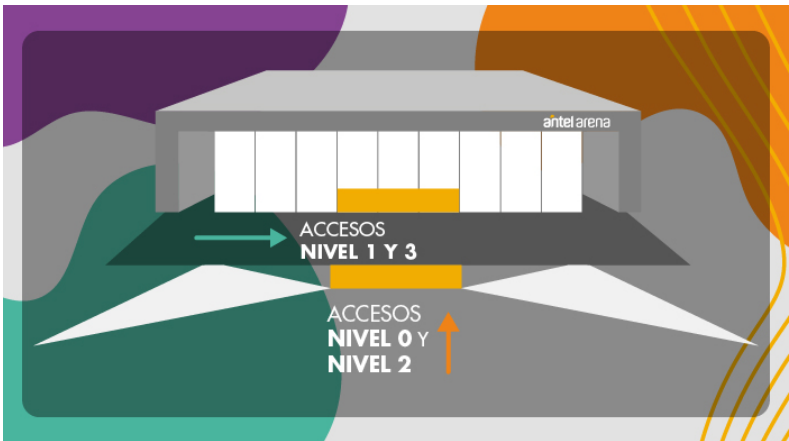 antel arena
ACCESOS
NIVEL 1 Y 3
ACCESOS
NIVEL 0 Y
NIVEL 2